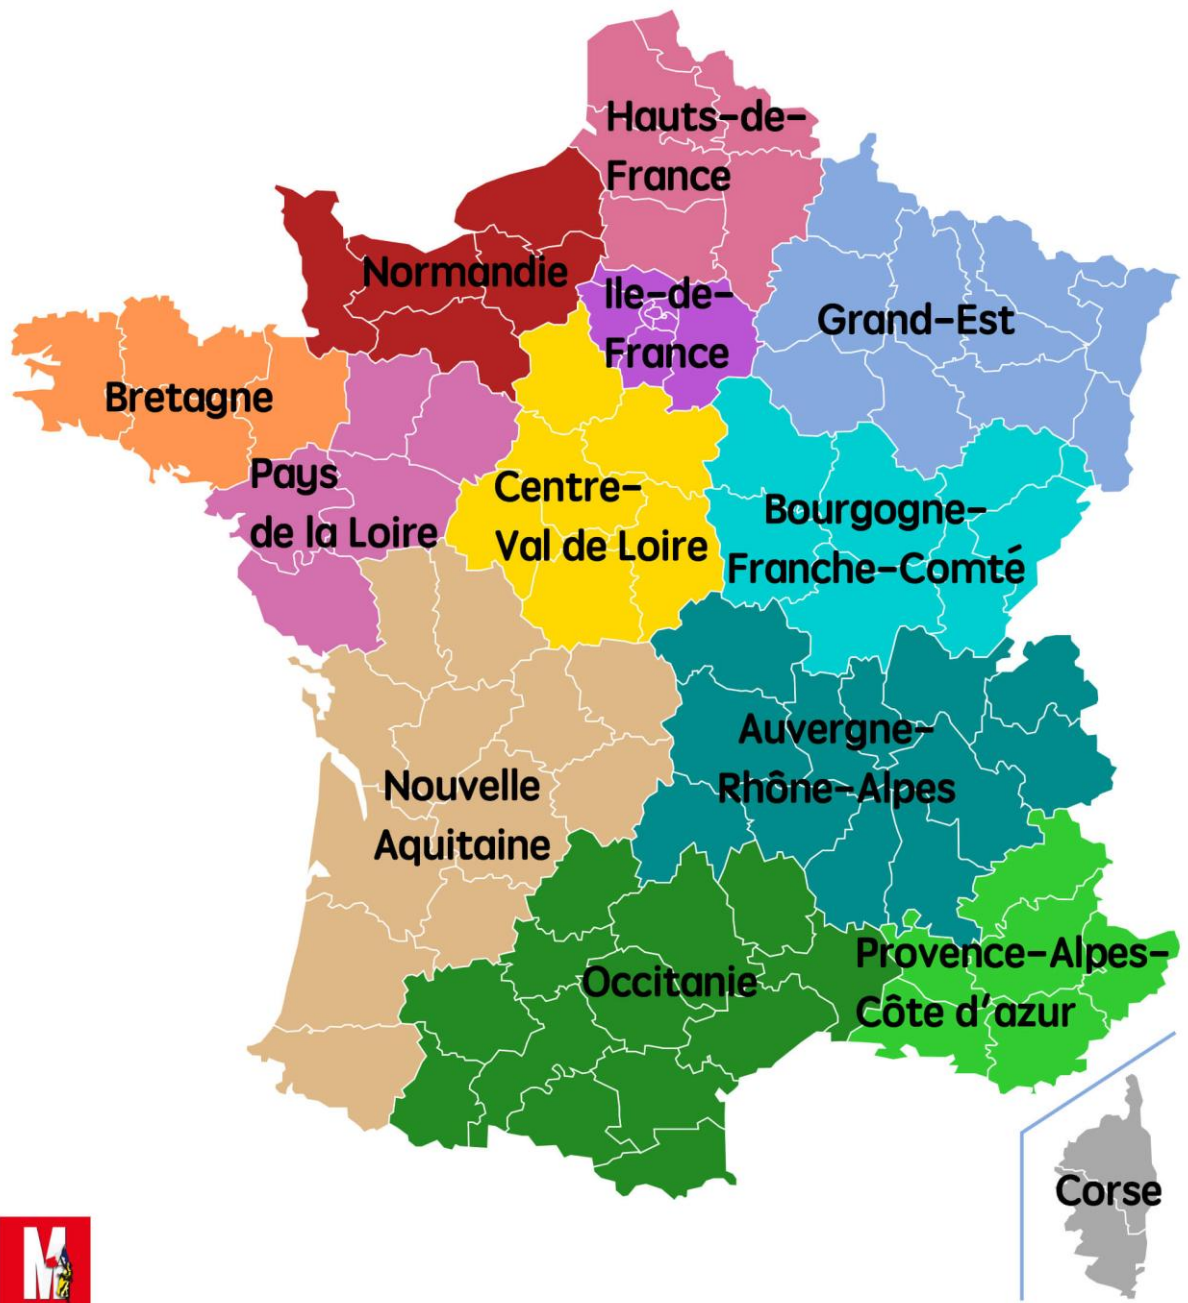 Hauts-de-
France
Normandie
Ile-de-
France
Grand-Est
Bretagne
Pays
de la Loire
Centre-
Val de Loire
Bourgogne-
Franche-Comté
Auvergne-
Rhône-Alpes
Nouvelle
Aquitaine
Occitanie
Provence-Alpes-
Côte d'azur
Corse
M